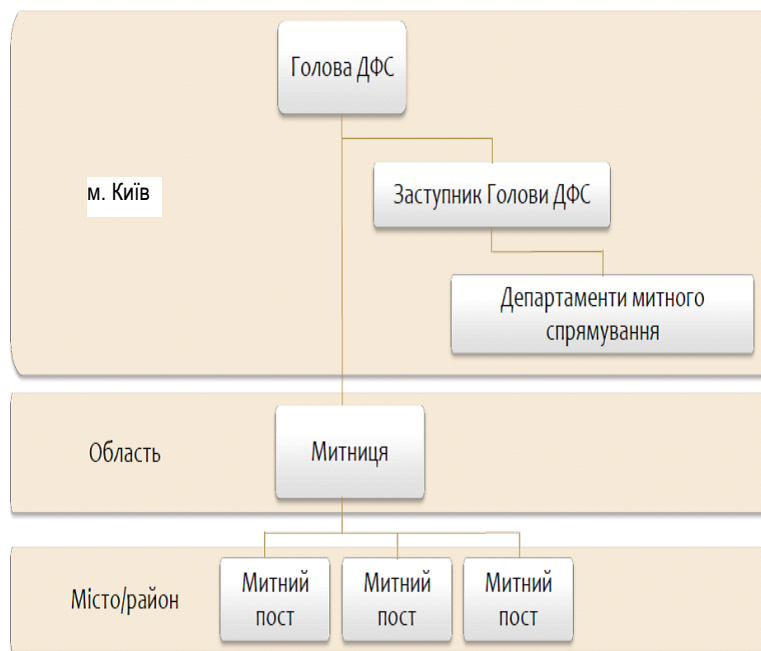 Голова ДФС
м. Київ
Заступник Голови ДФС
Департаменти митного
спрямування
Область
Митниця
Місто/район
Митний
пост
Митний
пост
Митний
пост